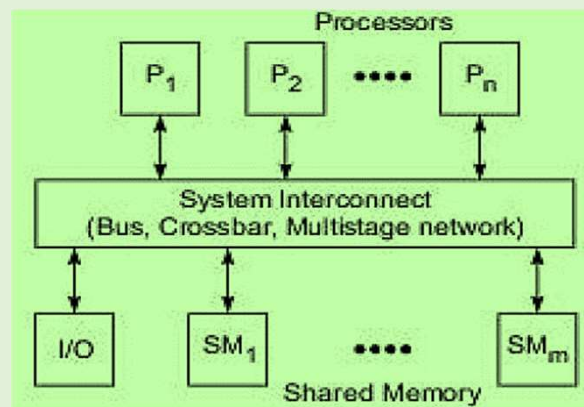 Processors
P1 P2 •••• Pn
System Interconnect
(Bus, Crossbar, Multistage network)
I/O SM1 •••• SMm
Shared Memory